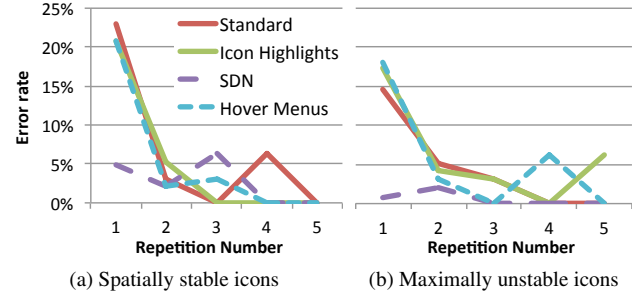 25%
20%
15%
10%
5%
0%
Error rate
Standard
Icon Highlights
SDN
Hover Menus
1 2 3 4 5
Repetition Number
1 2 3 4 5
Repetition Number
(a) Spatially stable icons
(b) Maximally unstable icons